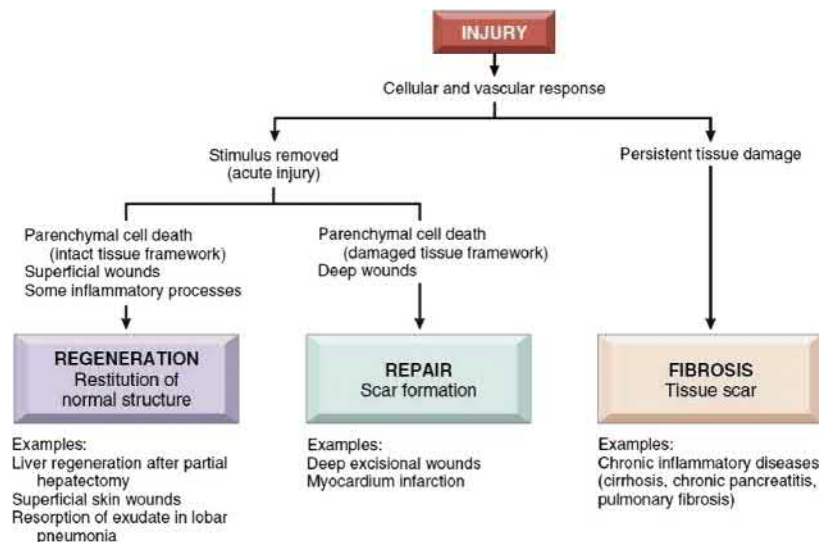 INJURY
Cellular and vascular response
Stimulus removed
(acute injury)
Persistent tissue damage
Parenchymal cell death
(intact tissue framework)
Superficial wounds
Some inflammatory processes
Parenchymal cell death
(damaged tissue framework)
Deep wounds
REGENERATION
Restitution of
normal structure
REPAIR
Scar formation
FIBROSIS
Tissue scar
Examples:
Liver regeneration after partial
hepatectomy
Superficial skin wounds
Resorption of exudate in lobar
pneumonia
Examples:
Deep excisional wounds
Myocardium infarction
Examples:
Chronic inflammatory diseases
(cirrhosis, chronic pancreatitis,
pulmonary fibrosis)